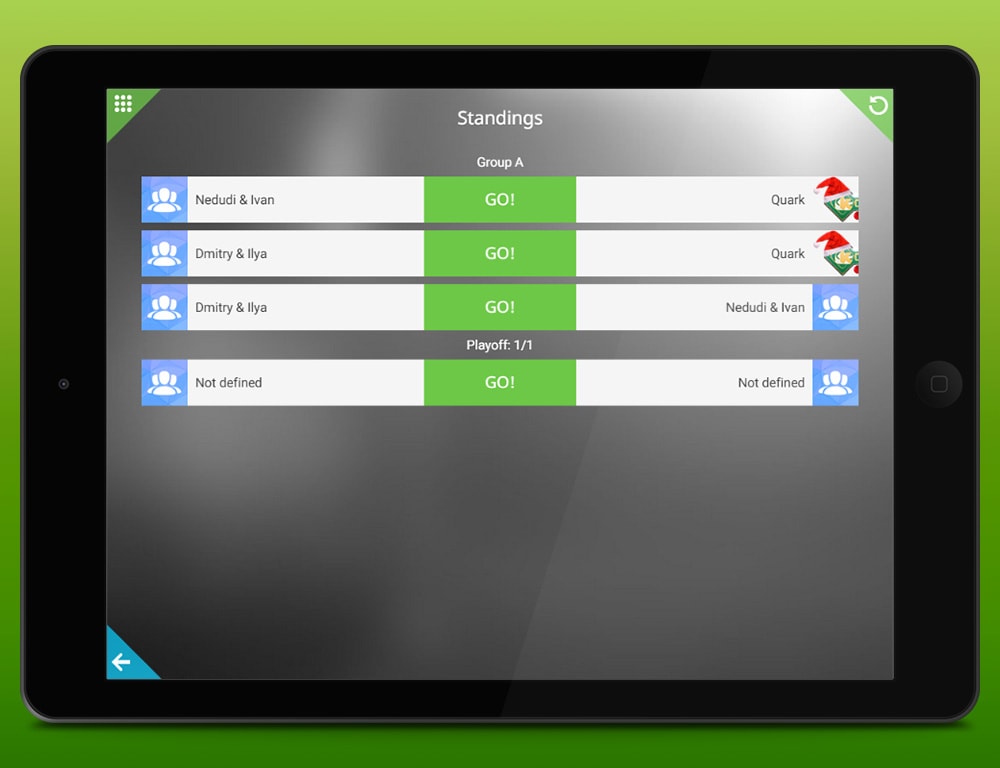 Standings
Group A
Nedudi & Ivan GO! Quark
Dmitry & Ilya GO! Quark
Dmitry & Ilya GO! Nedudi & Ivan
Playoff: 1/1
Not defined GO! Not defined